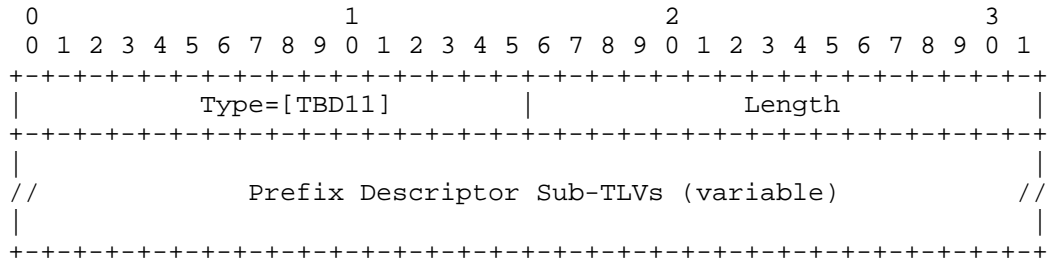 0                   1                   2                   3
 0 1 2 3 4 5 6 7 8 9 0 1 2 3 4 5 6 7 8 9 0 1 2 3 4 5 6 7 8 9 0 1
+-+-+-+-+-+-+-+-+-+-+-+-+-+-+-+-+-+-+-+-+-+-+-+-+-+-+-+-+-+-+-+-+
|           Type=[TBD11]        |             Length            |
+-+-+-+-+-+-+-+-+-+-+-+-+-+-+-+-+-+-+-+-+-+-+-+-+-+-+-+-+-+-+-+-+
|                                                               |
//             Prefix Descriptor Sub-TLVs (variable)           //
|                                                               |
+-+-+-+-+-+-+-+-+-+-+-+-+-+-+-+-+-+-+-+-+-+-+-+-+-+-+-+-+-+-+-+-+